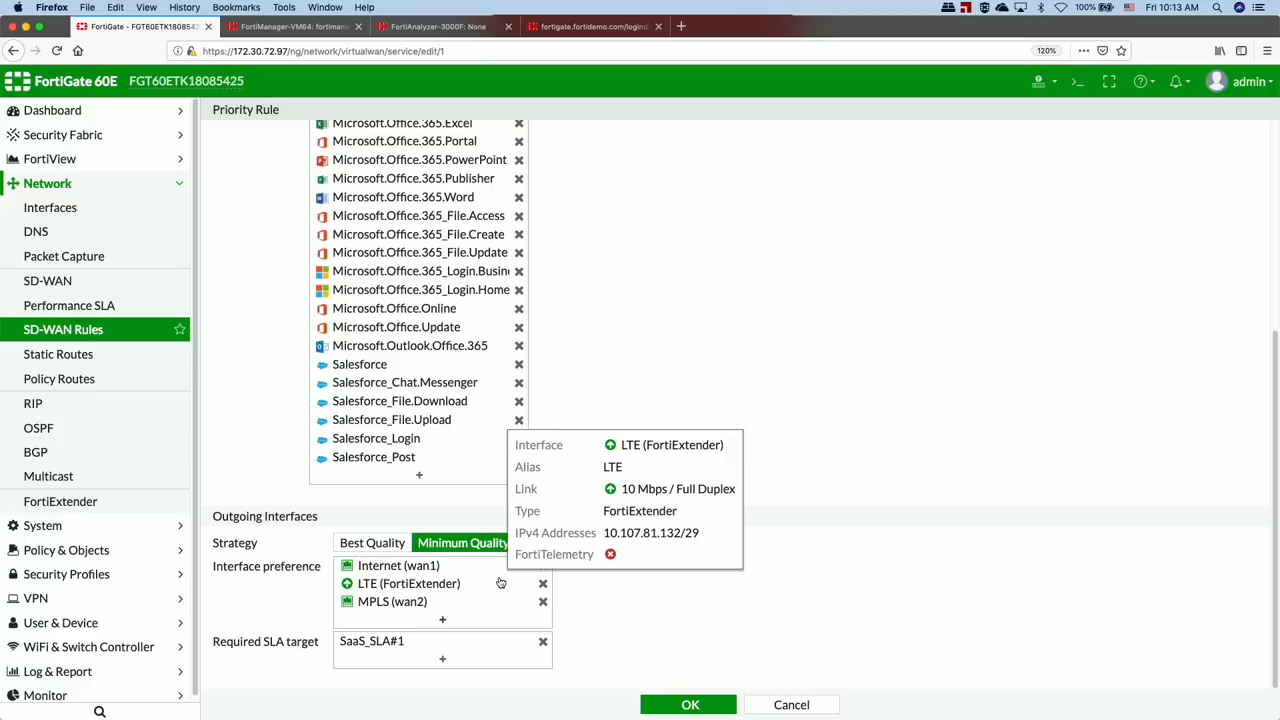 Firefox File Edit View History Bookmarks Tools Window Help
100% Fri 10:13 AM
FortiGate - FGT60ETK18085425
FortiManager-VM64: fortimana
FortiAnalyzer-3000F: None
fortigate.fortidemo.com/logindi
https://172.30.72.97/ng/network/virtualwan/service/edit/1
120%
FortiGate 60E FGT60ETK18085425
admin
Dashboard
Security Fabric
FortiView
Network
Interfaces
DNS
Packet Capture
SD-WAN
Performance SLA
SD-WAN Rules
Static Routes
Policy Routes
RIP
OSPF
BGP
Multicast
FortiExtender
System
Policy & Objects
Security Profiles
VPN
User & Device
WiFi & Switch Controller
Log & Report
Monitor
Priority Rule
Microsoft.Office.365.Excel
Microsoft.Office.365.Portal
Microsoft.Office.365.PowerPoint
Microsoft.Office.365.Publisher
Microsoft.Office.365.Word
Microsoft.Office.365_File.Access
Microsoft.Office.365_File.Create
Microsoft.Office.365_File.Update
Microsoft.Office.365_Login.Busin
Microsoft.Office.365_Login.Home
Microsoft.Office.Online
Microsoft.Office.Update
Microsoft.Outlook.Office.365
Salesforce
Salesforce_Chat.Messenger
Salesforce_File.Download
Salesforce_File.Upload
Salesforce_Login
Salesforce_Post
Interface LTE (FortiExtender)
Alias LTE
Link 10 Mbps / Full Duplex
Type FortiExtender
IPv4 Addresses 10.107.81.132/29
FortiTelemetry
Outgoing Interfaces
Strategy Best Quality Minimum Quality
Interface preference Internet (wan1)
LTE (FortiExtender)
MPLS (wan2)
Required SLA target SaaS_SLA#1
OK Cancel